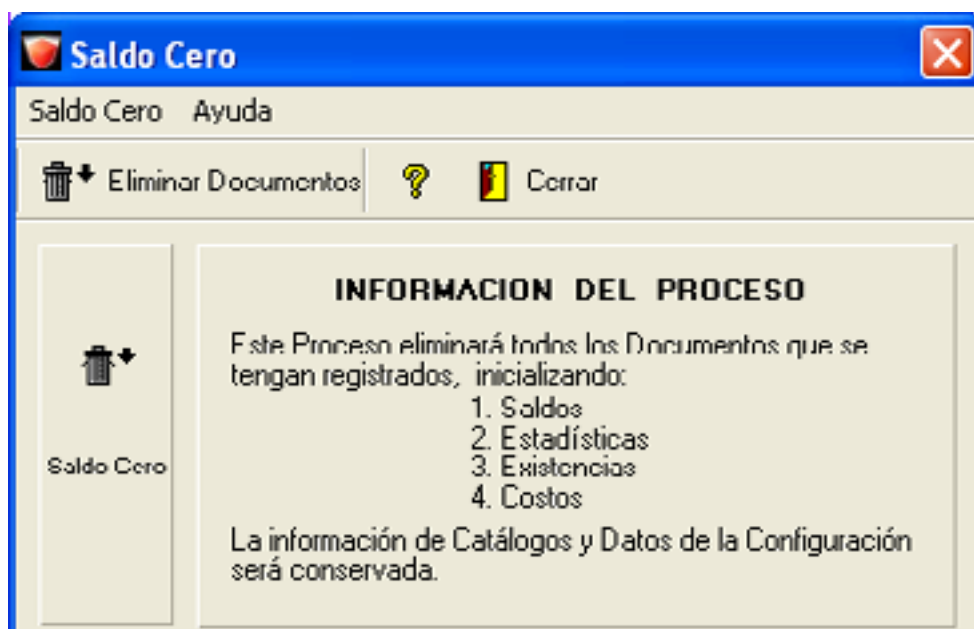 Saldo Cero
Saldo Cero Ayuda
Eliminar Documentos Cerrar
INFORMACION DEL PROCESO
Este Proceso eliminará todos los Documentos que se
tengan registrados, inicializando:
1. Saldos
2. Estadísticas
3. Existencias
4. Costos
Saldo Cero
La información de Catálogos y Datos de la Configuración
será conservada.